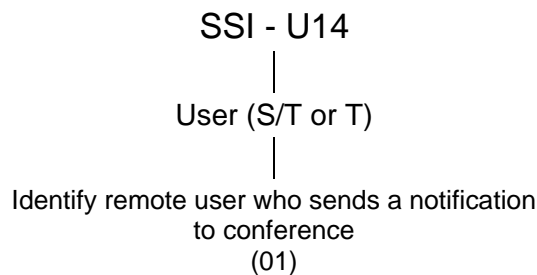 SSI - U14
User (S/T or T)
Identify remote user who sends a notification
to conference
(01)